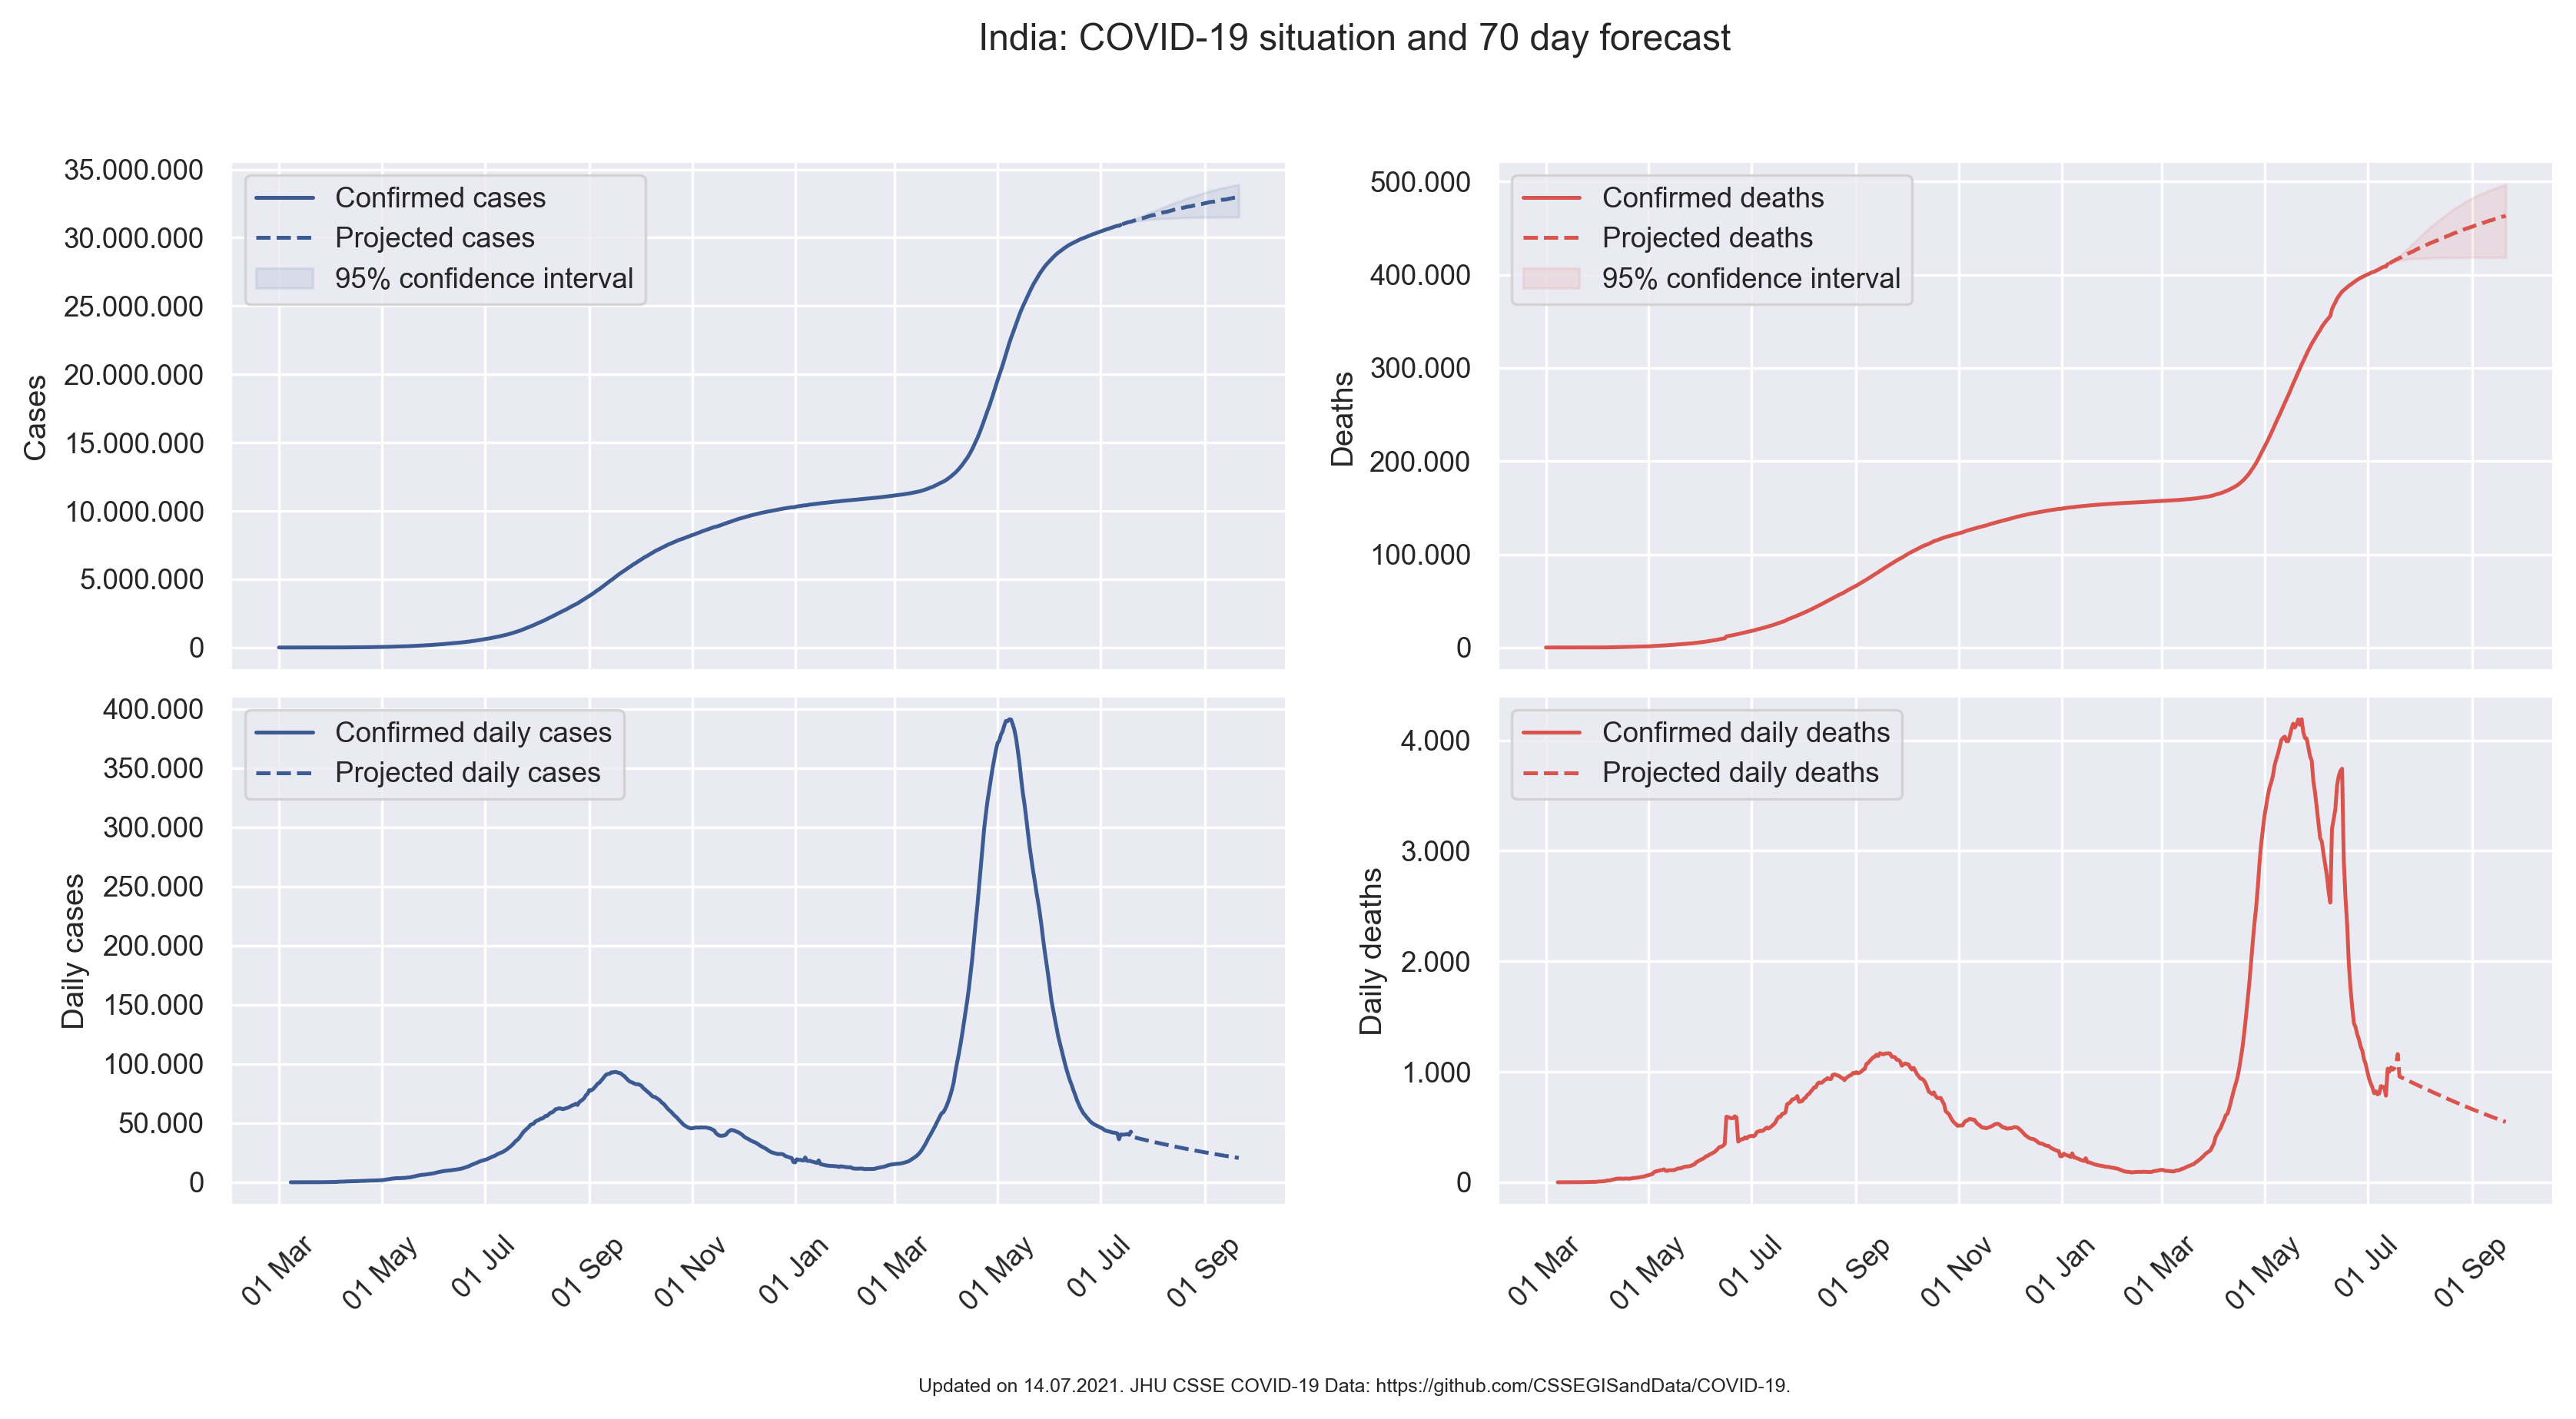 India: COVID-19 situation and 70 day forecast
35.000.000
30.000.000
25.000.000
20.000.000
15.000.000
10.000.000
5.000.000
0
Cases
Confirmed cases
Projected cases
95% confidence interval
500.000
400.000
300.000
200.000
100.000
0
Deaths
Confirmed deaths
Projected deaths
95% confidence interval
400.000
350.000
300.000
250.000
200.000
150.000
100.000
50.000
0
Daily cases
Confirmed daily cases
Projected daily cases
01 Mar
01 May
01 Jul
01 Sep
01 Nov
01 Jan
01 Mar
01 May
01 Jul
01 Sep
4.000
3.000
2.000
1.000
0
Daily deaths
Confirmed daily deaths
Projected daily deaths
01 Mar
01 May
01 Jul
01 Sep
01 Nov
01 Jan
01 Mar
01 May
01 Jul
01 Sep
Updated on 14.07.2021. JHU CSSE COVID-19 Data: https://github.com/CSSEGISandData/COVID-19.